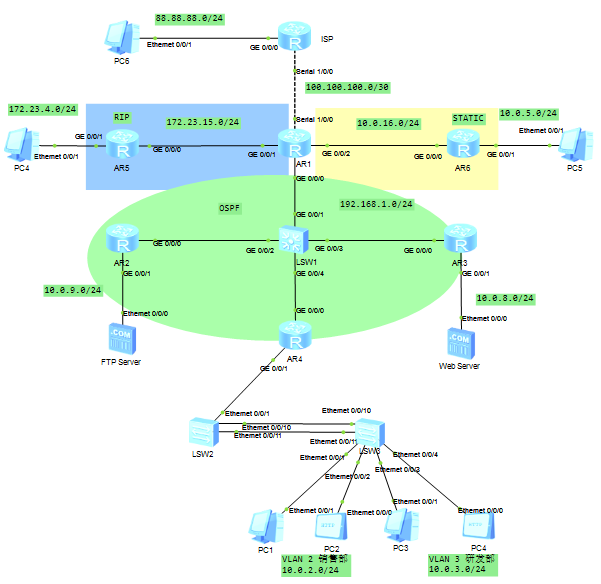 88.88.88.0/24
Ethernet 0/0/1
GE 0/0/0
ISP
PC6
Serial 1/0/0
100.100.100.0/30
172.23.4.0/24
RIP
172.23.15.0/24
Serial 1/0/0
10.0.16.0/24
STATIC
10.0.5.0/24
GE 0/0/1
Ethernet 0/0/1
Ethernet 0/0/1
GE 0/0/0
GE 0/0/1
GE 0/0/2
GE 0/0/0
GE 0/0/1
PC4
AR5
AR1
AR6
PC5
GE 0/0/0
OSPF
192.168.1.0/24
GE 0/0/1
GE 0/0/0
GE 0/0/2
GE 0/0/3
GE 0/0/0
AR2
LSW1
AR3
GE 0/0/1
GE 0/0/4
GE 0/0/1
10.0.9.0/24
10.0.8.0/24
Ethernet 0/0/0
GE 0/0/0
Ethernet 0/0/0
FTP Server
AR4
Web Server
GE 0/0/1
Ethernet 0/0/1
Ethernet 0/0/10
Ethernet 0/0/10
Ethernet 0/0/11
Ethernet 0/0/11
LSW2
LSW3
Ethernet 0/0/1
Ethernet 0/0/4
Ethernet 0/0/2
Ethernet 0/0/3
Ethernet 0/0/1
Ethernet 0/0/0
Ethernet 0/0/1
Ethernet 0/0/0
PC1
PC2
PC3
PC4
VLAN 2 销售部
10.0.2.0/24
VLAN 3 研发部
10.0.3.0/24